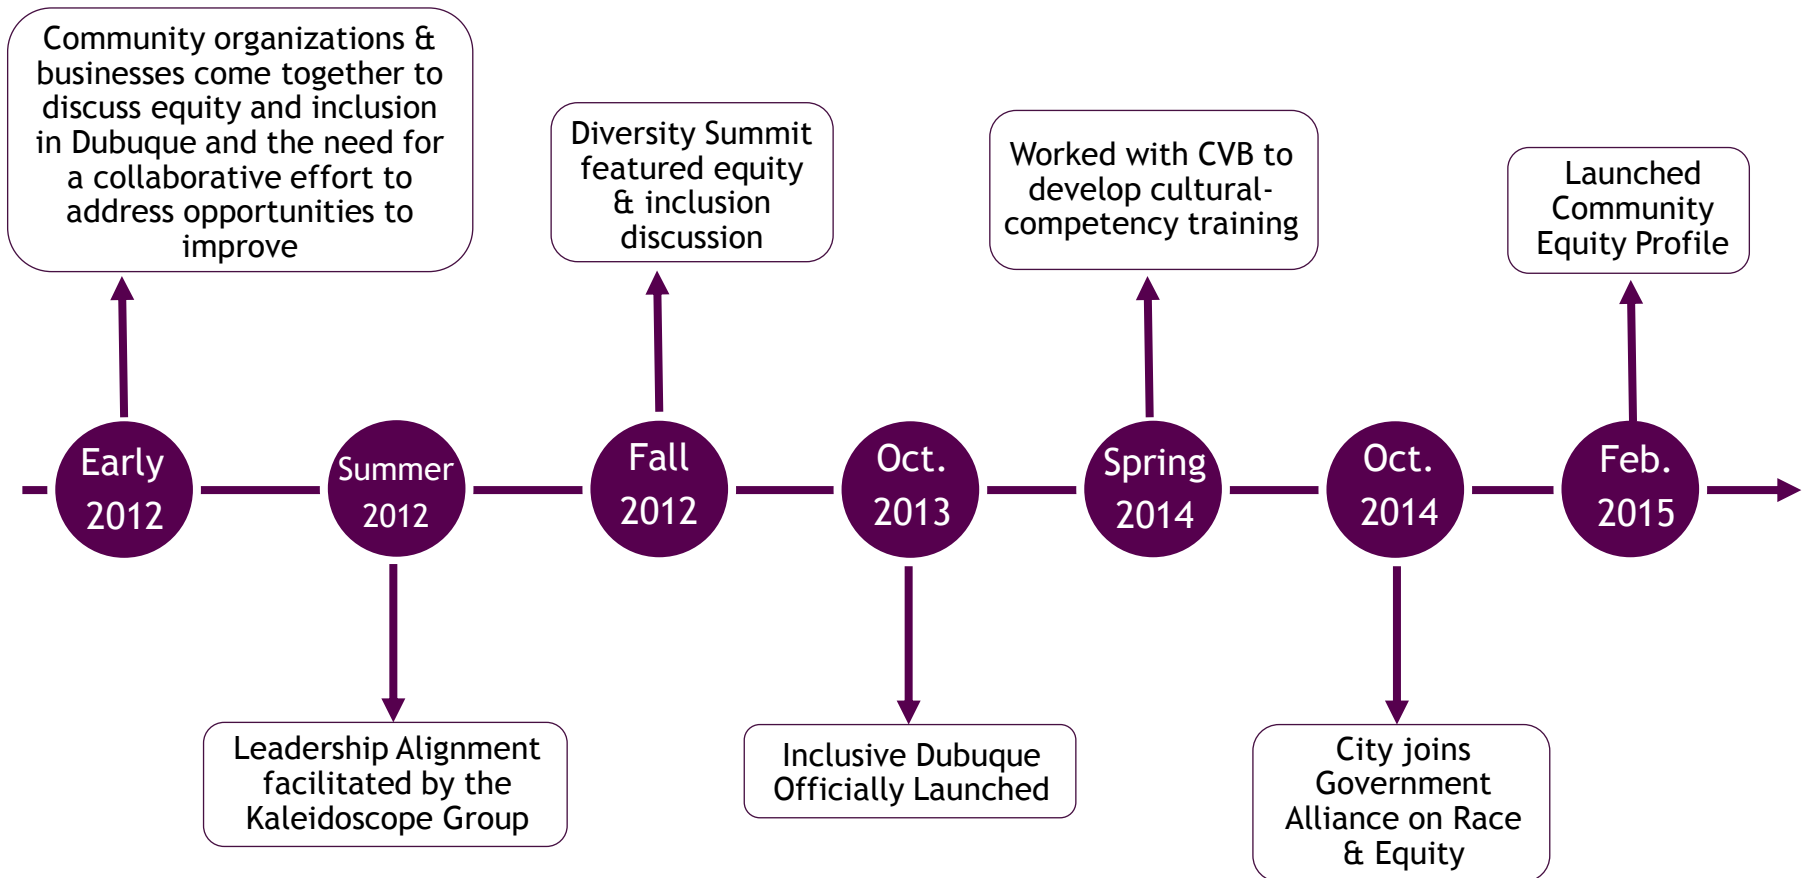 Community organizations &
businesses come together to
discuss equity and inclusion
in Dubuque and the need for
a collaborative effort to
address opportunities to
improve
Diversity Summit
featured equity
& inclusion
discussion
Worked with CVB to
develop cultural-
competency training
Launched
Community
Equity Profile
Early
2012
Summer
2012
Fall
2012
Oct.
2013
Spring
2014
Oct.
2014
Feb.
2015
Leadership Alignment
facilitated by the
Kaleidoscope Group
Inclusive Dubuque
Officially Launched
City joins
Government
Alliance on Race
& Equity